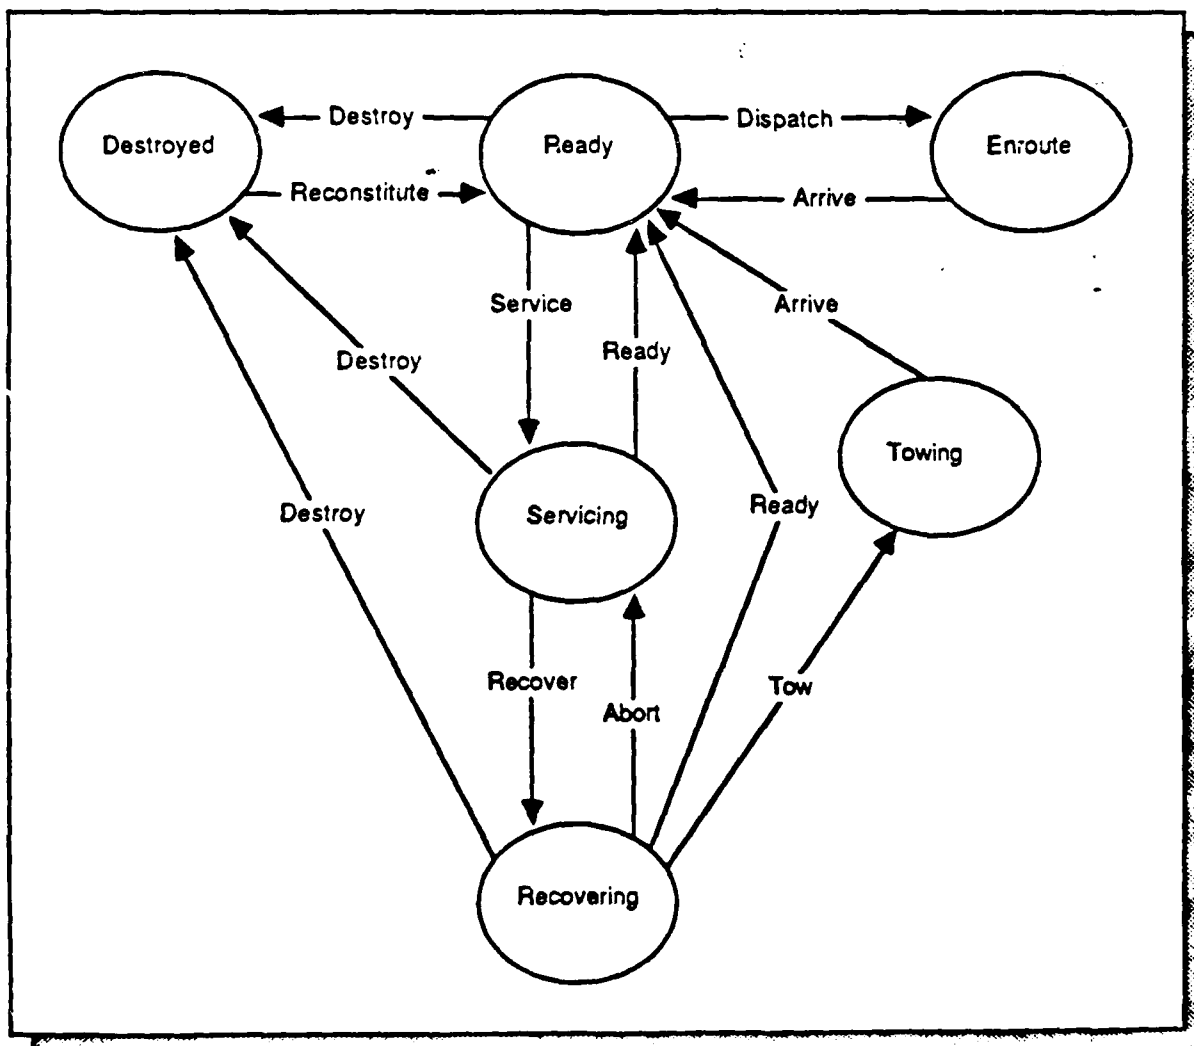 Destroy
Dispatch
Destroyed
Ready
Enroute
Reconstitute
Arrive
Service
Arrive
Ready
Destroy
Towing
Ready
Destroy
Servicing
Recover
Tow
Abort
Recovering